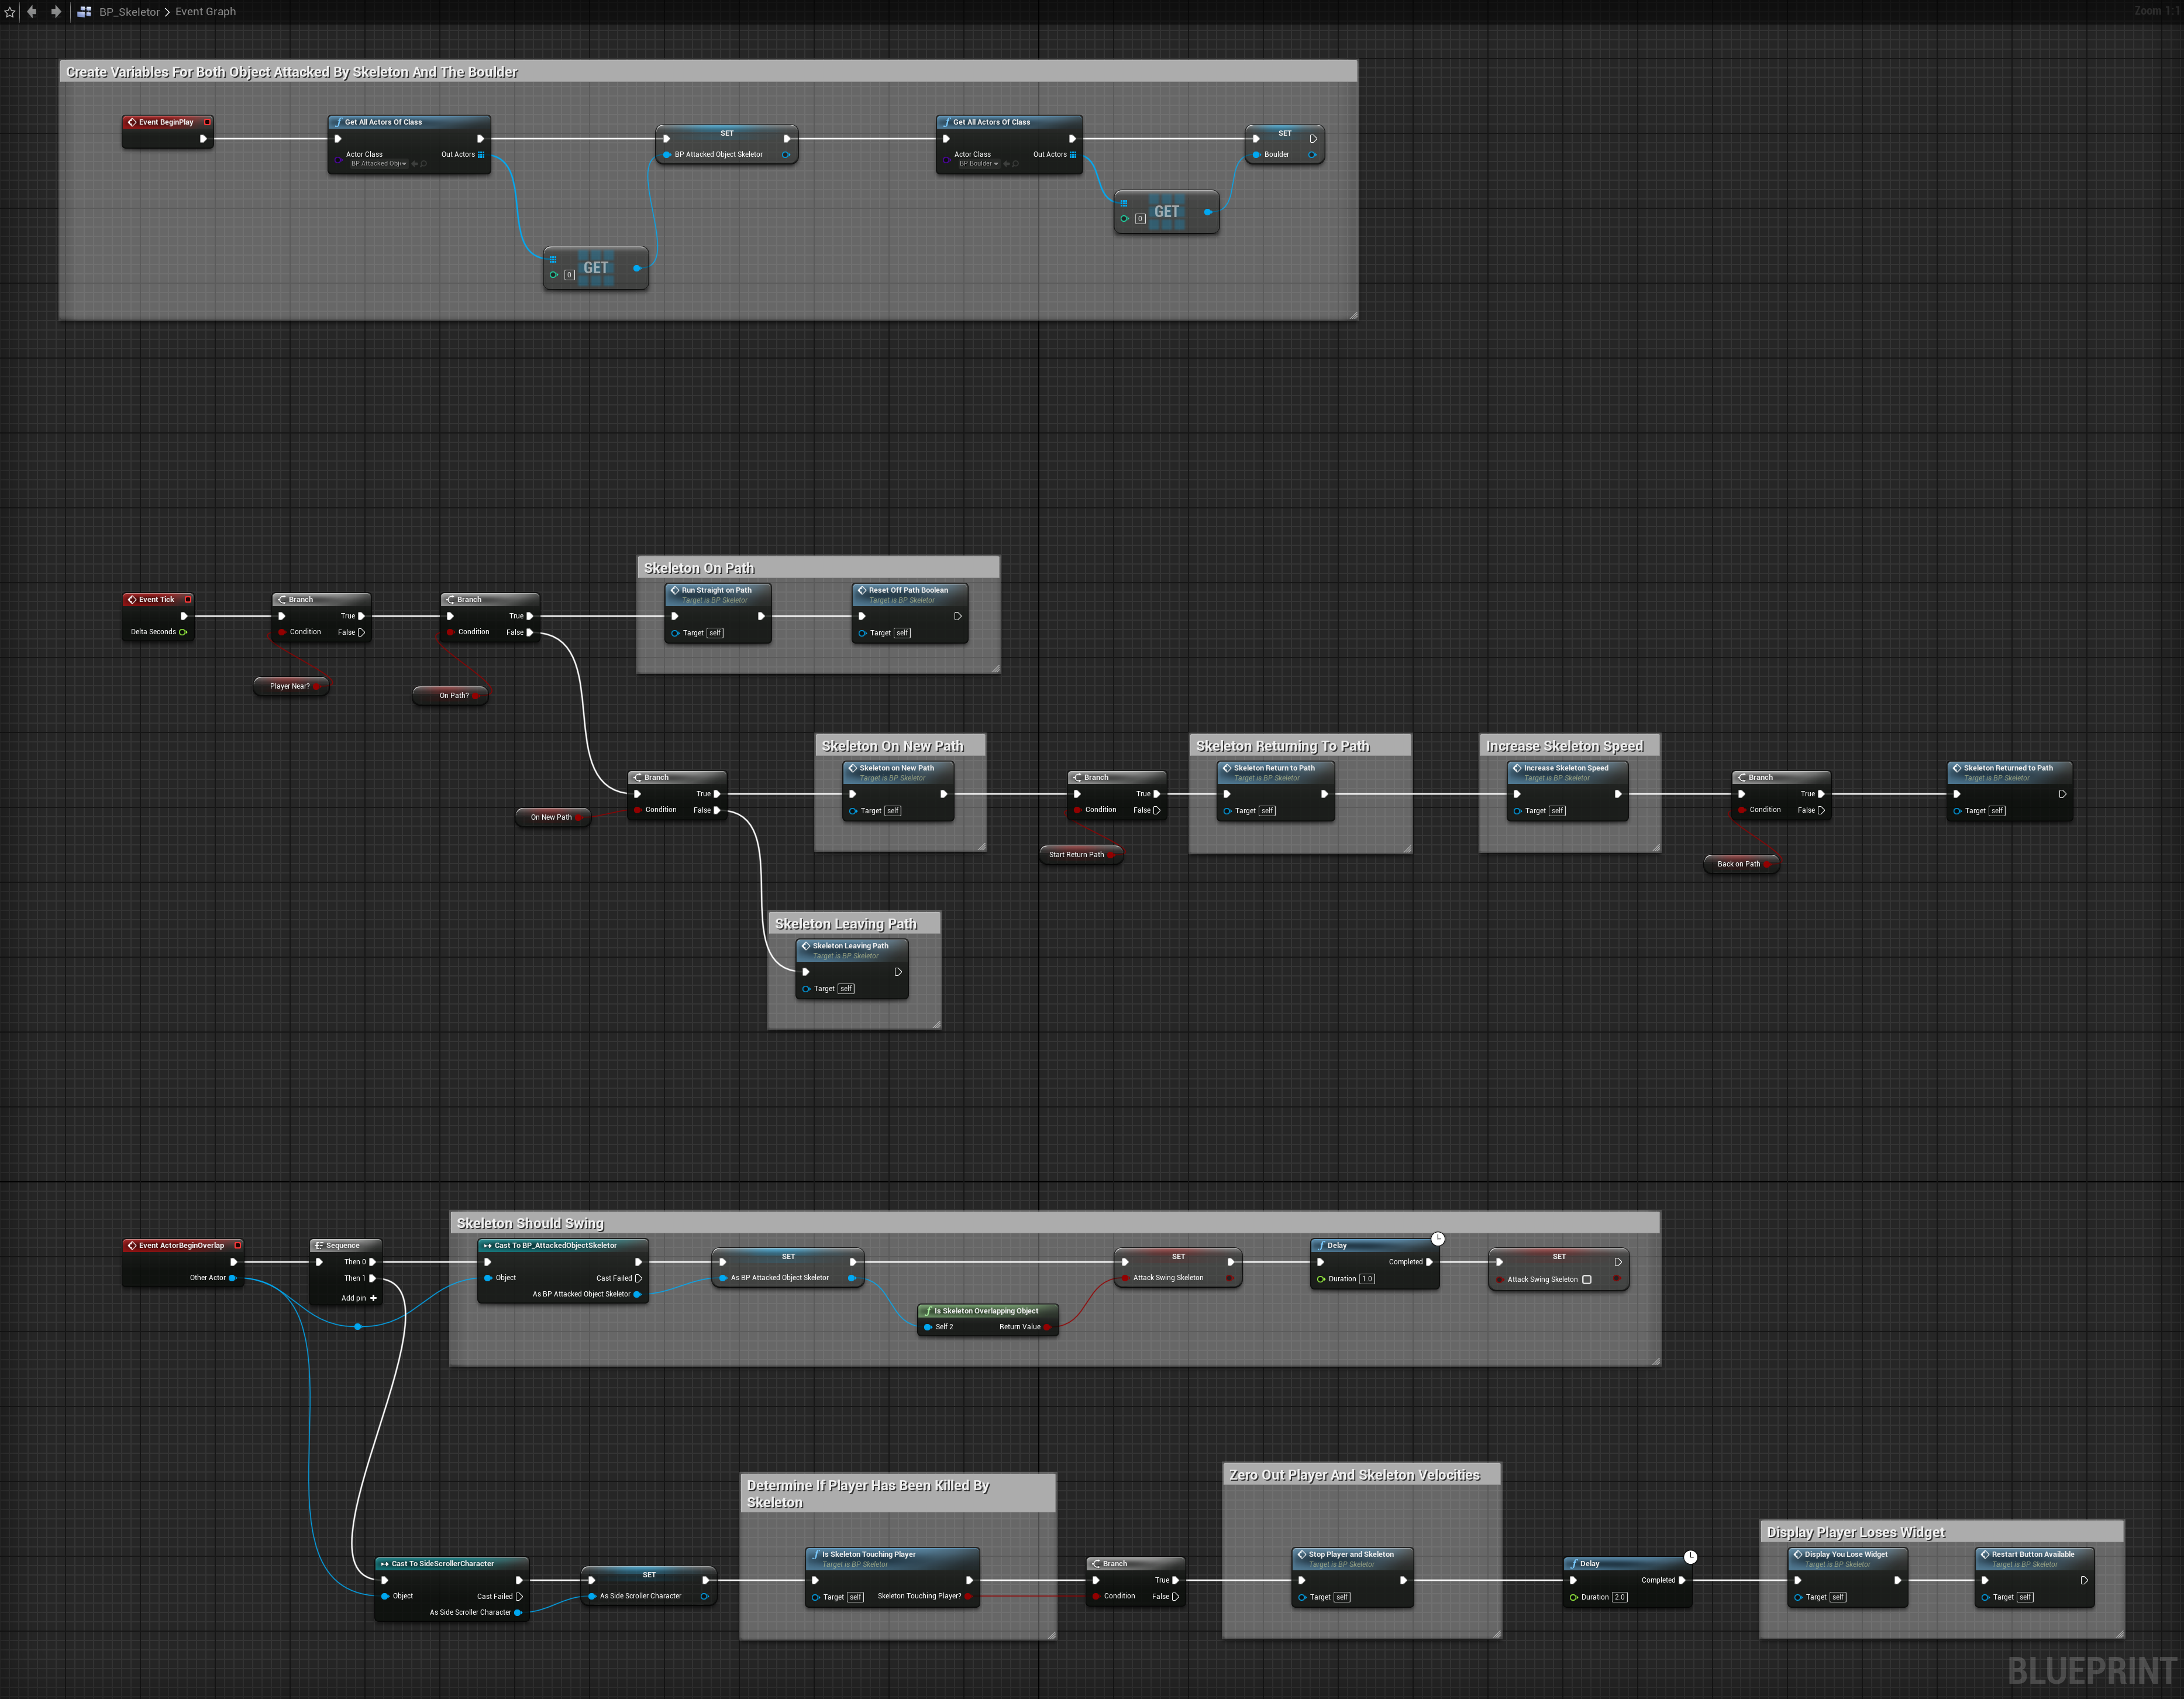 BP_Skeletor > Event Graph
Zoom 1:1
Create Variables For Both Object Attacked By Skeleton And The Boulder
Event BeginPlay
Get All Actors Of Class
Actor Class
BP Attacked Obj
Out Actors
0
GET
SET
BP Attacked Object Skeletor
Get All Actors Of Class
Actor Class
BP Boulder
Out Actors
0
GET
SET
Boulder
Event Tick
Delta Seconds
Branch
Condition
True
False
Player Near?
Branch
Condition
True
False
On Path?
Skeleton On Path
Run Straight on Path
Target is BP Skeletor
Target self
Reset Off Path Boolean
Target is BP Skeletor
Target self
Branch
Condition
True
False
On New Path
Skeleton On New Path
Skeleton on New Path
Target is BP Skeletor
Target self
Branch
Condition
True
False
Start Return Path
Skeleton Returning To Path
Skeleton Return to Path
Target is BP Skeletor
Target self
Increase Skeleton Speed
Increase Skeleton Speed
Target is BP Skeletor
Target self
Branch
Condition
True
False
Back on Path
Skeleton Returned to Path
Target is BP Skeletor
Target self
Skeleton Leaving Path
Skeleton Leaving Path
Target is BP Skeletor
Target self
Event ActorBeginOverlap
Other Actor
Sequence
Then 0
Then 1
Add pin +
Skeleton Should Swing
Cast To BP_AttackedObjectSkeletor
Object
Cast Failed
As BP Attacked Object Skeletor
SET
As BP Attacked Object Skeletor
Is Skeleton Overlapping Object
Self 2
Return Value
SET
Attack Swing Skeleton
Delay
Completed
Duration 1.0
SET
Attack Swing Skeleton
Cast To SideScrollerCharacter
Object
Cast Failed
As Side Scroller Character
SET
As Side Scroller Character
Determine If Player Has Been Killed By
Skeleton
Is Skeleton Touching Player
Target is BP Skeletor
Target self
Skeleton Touching Player?
Branch
Condition
True
False
Zero Out Player And Skeleton Velocities
Stop Player and Skeleton
Target is BP Skeletor
Target self
Delay
Completed
Duration 2.0
Display Player Loses Widget
Display You Lose Widget
Target is BP Skeletor
Target self
Restart Button Available
Target is BP Skeletor
Target self
BLUEPRINT